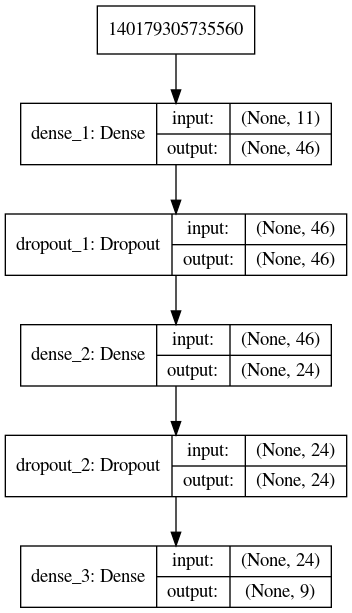 140179305735560
dense_1: Dense
input: (None, 11)
output: (None, 46)
dropout_1: Dropout
input: (None, 46)
output: (None, 46)
dense_2: Dense
input: (None, 46)
output: (None, 24)
dropout_2: Dropout
input: (None, 24)
output: (None, 24)
dense_3: Dense
input: (None, 24)
output: (None, 9)